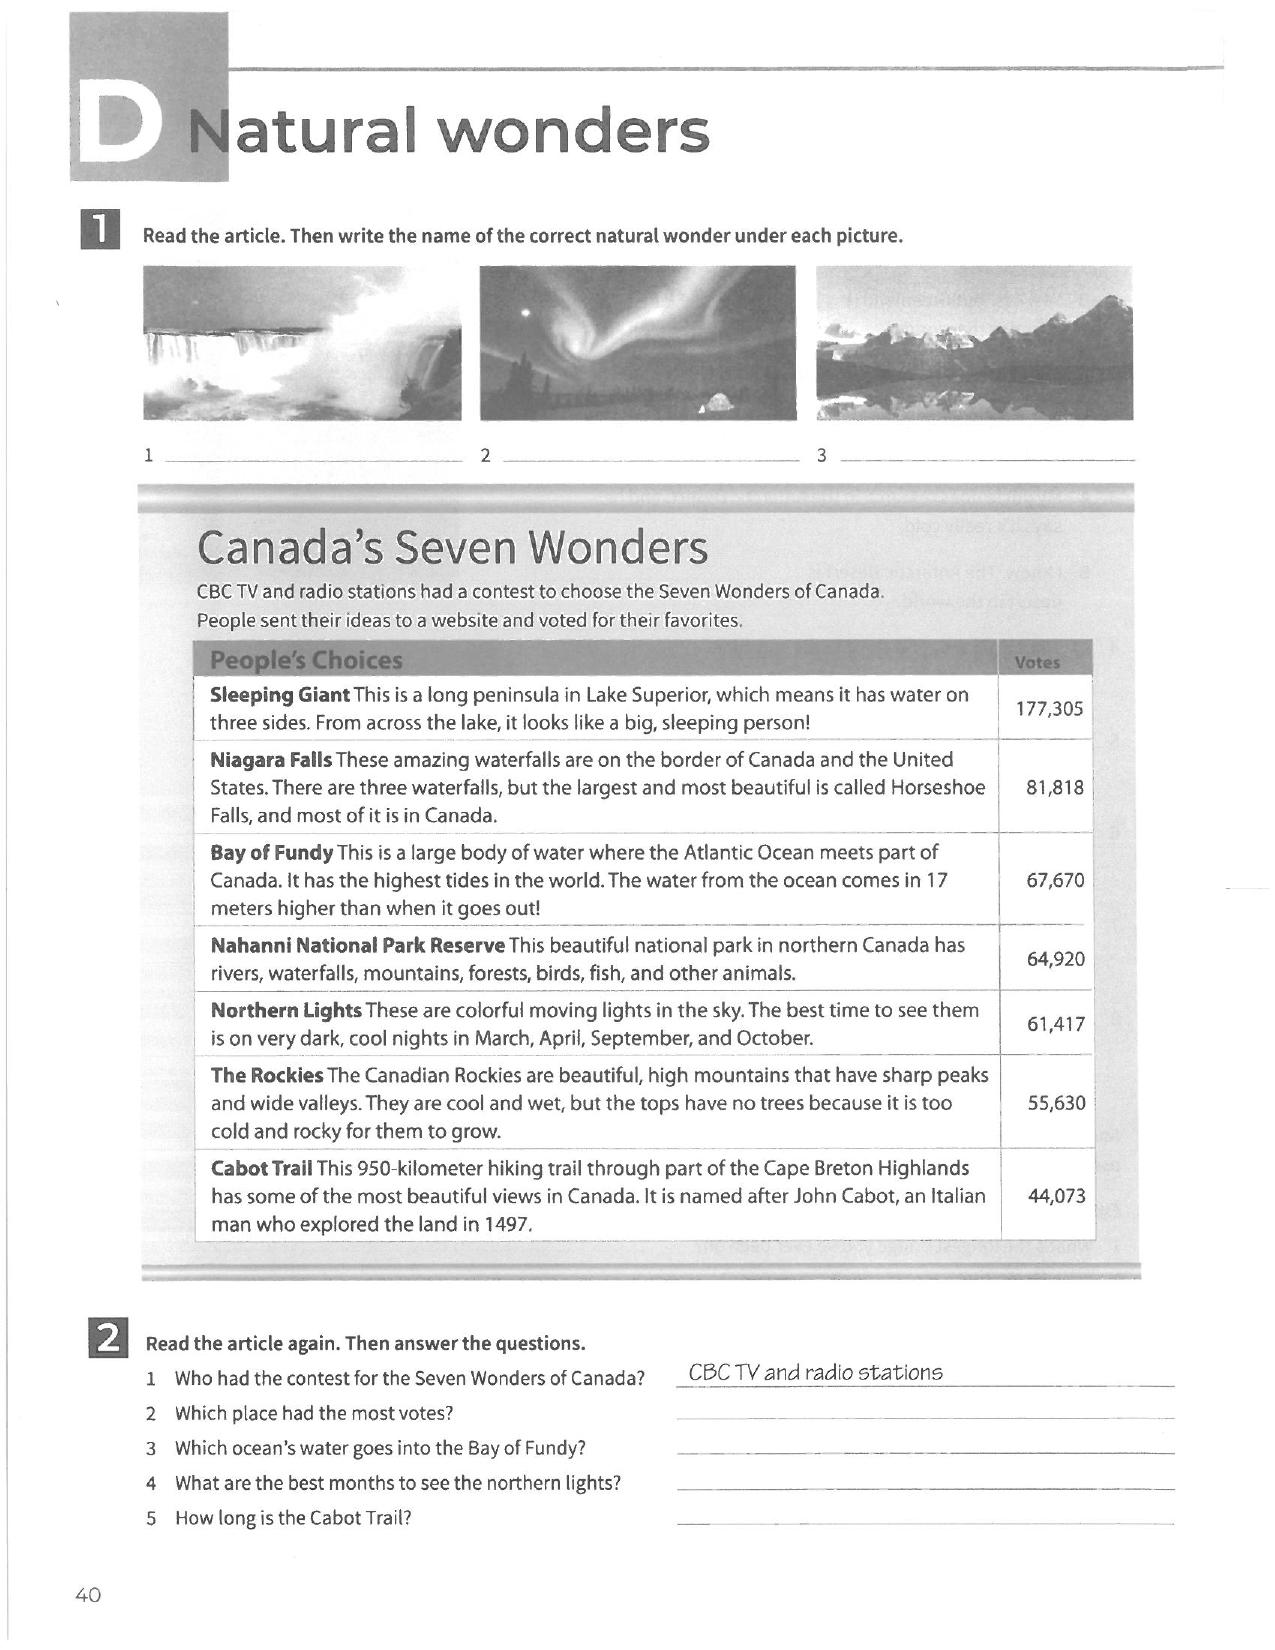 D Natural wonders
1 Read the article. Then write the name of the correct natural wonder under each picture.
1 2 3
Canada's Seven Wonders
CBC TV and radio stations had a contest to choose the Seven Wonders of Canada.
People sent their ideas to a website and voted for their favorites.
People's Choices Votes
Sleeping Giant This is a long peninsula in Lake Superior, which means it has water on
three sides. From across the lake, it looks like a big, sleeping person!
177,305
Niagara Falls These amazing waterfalls are on the border of Canada and the United
States. There are three waterfalls, but the largest and most beautiful is called Horseshoe
Falls, and most of it is in Canada.
81,818
Bay of Fundy This is a large body of water where the Atlantic Ocean meets part of
Canada. It has the highest tides in the world. The water from the ocean comes in 17
meters higher than when it goes out!
67,670
Nahanni National Park Reserve This beautiful national park in northern Canada has
rivers, waterfalls, mountains, forests, birds, fish, and other animals.
64,920
Northern Lights These are colorful moving lights in the sky. The best time to see them
is on very dark, cool nights in March, April, September, and October.
61,417
The Rockies The Canadian Rockies are beautiful, high mountains that have sharp peaks
and wide valleys. They are cool and wet, but the tops have no trees because it is too
cold and rocky for them to grow.
55,630
Cabot Trail This 950-kilometer hiking trail through part of the Cape Breton Highlands
has some of the most beautiful views in Canada. It is named after John Cabot, an Italian
man who explored the land in 1497.
44,073
2 Read the article again. Then answer the questions.
1 Who had the contest for the Seven Wonders of Canada? CBC TV and radio stations
2 Which place had the most votes?
3 Which ocean's water goes into the Bay of Fundy?
4 What are the best months to see the northern lights?
5 How long is the Cabot Trail?
40